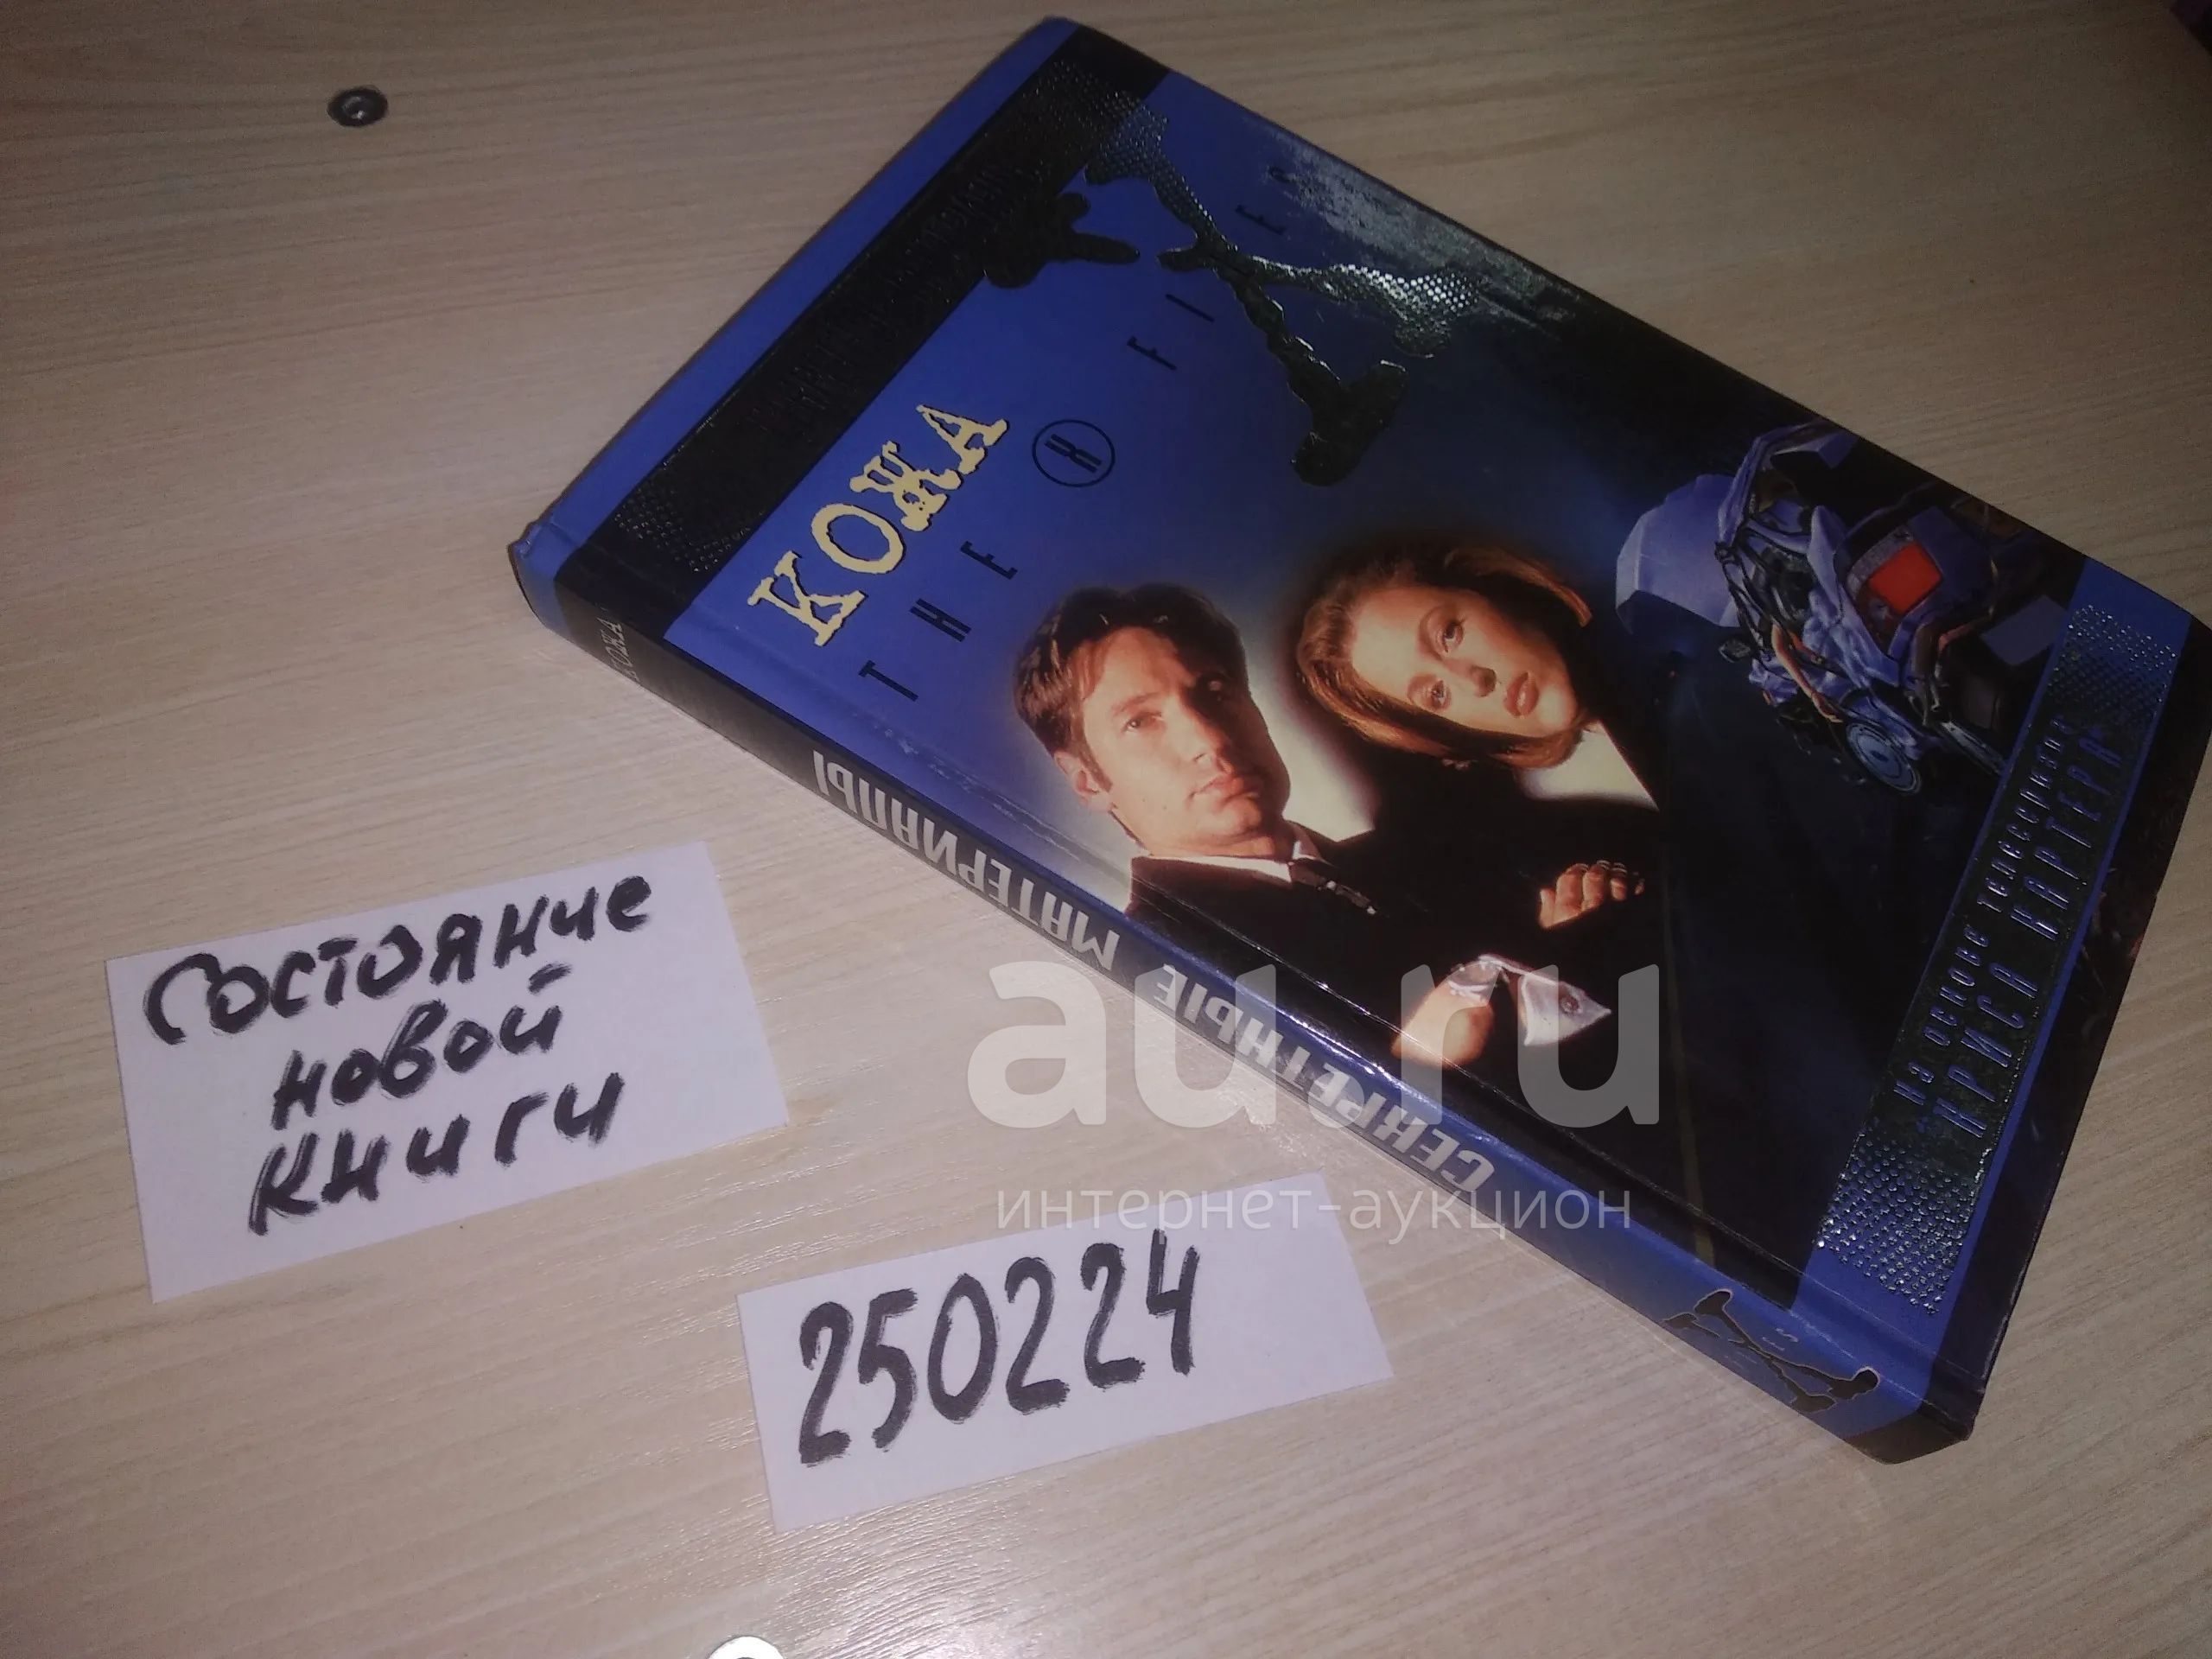 КОЖА
THE X FILES
На основе телесериала
КРИСА КАРТЕРА
КОЖА
СЕКРЕТНЫЕ МАТЕРИАЛЫ
Состояние
новой
книги
250224
au.ru
интернет-аукцион